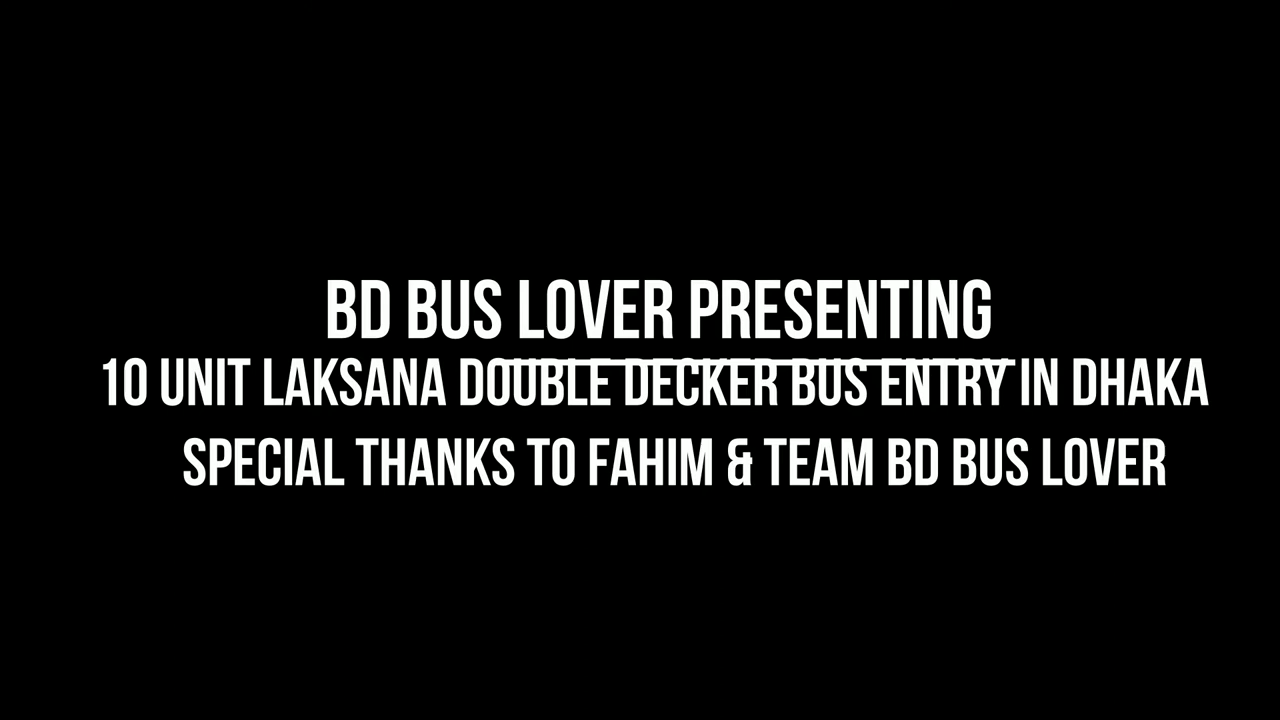 BD BUS LOVER PRESENTING
10 UNIT LAKSANA DOUBLE DECKER BUS ENTRY IN DHAKA
SPECIAL THANKS TO FAHIM & TEAM BD BUS LOVER